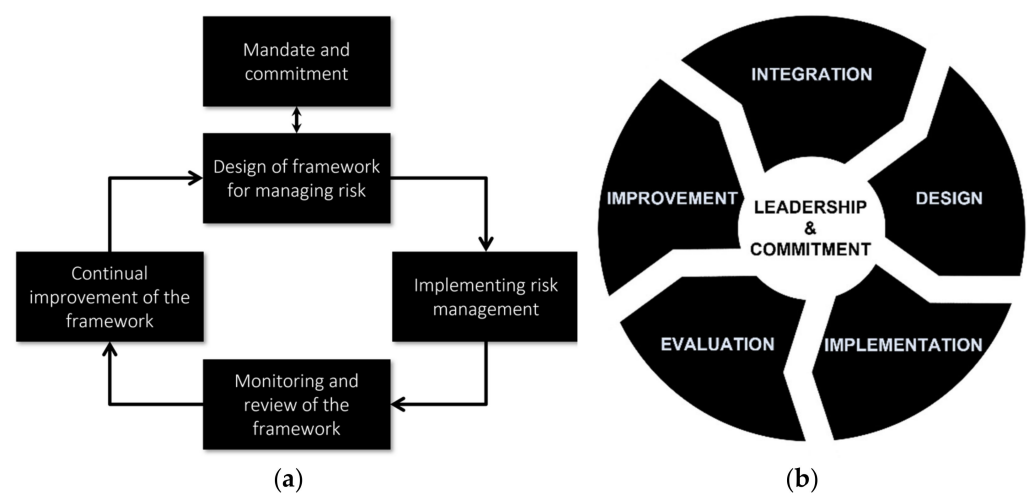 Mandate and
commitment
Design of framework
for managing risk
Continual
improvement of the
framework
Implementing risk
management
Monitoring and
review of the
framework
(a)
INTEGRATION
IMPROVEMENT
DESIGN
LEADERSHIP
&
COMMITMENT
EVALUATION
IMPLEMENTATION
(b)